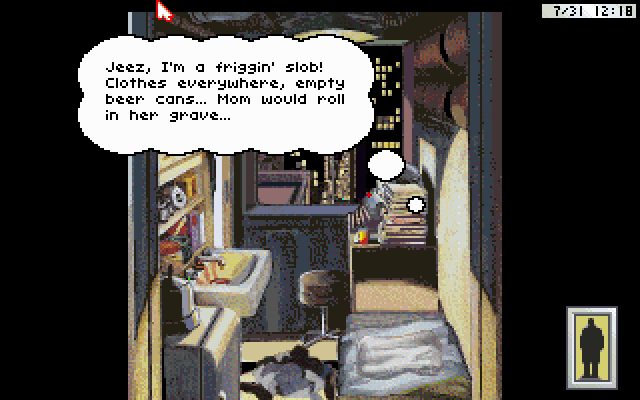 7/31 12:18
Jeez, I'm a friggin' slob!
Clothes everywhere, empty
beer cans... Mom would roll
in her grave...